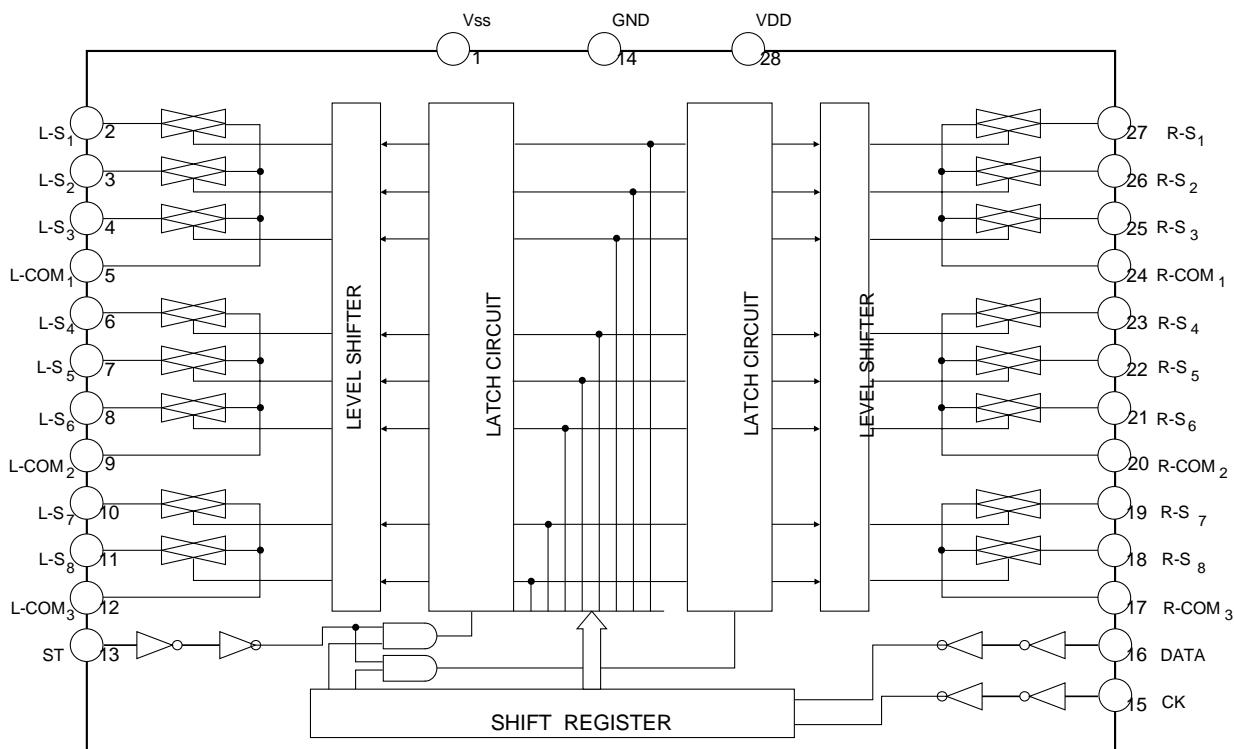 Vss GND VDD
1 14 28
L-S1 2
L-S2 3
L-S3 4
L-COM1 5
L-S4 6
L-S5 7
L-S6 8
L-COM2 9
L-S7 10
L-S8 11
L-COM3 12
ST 13
LEVEL SHIFTER
LATCH CIRCUIT
LATCH CIRCUIT
LEVEL SHIFTER
27 R-S1
26 R-S2
25 R-S3
24 R-COM1
23 R-S4
22 R-S5
21 R-S6
20 R-COM2
19 R-S7
18 R-S8
17 R-COM3
16 DATA
15 CK
SHIFT REGISTER